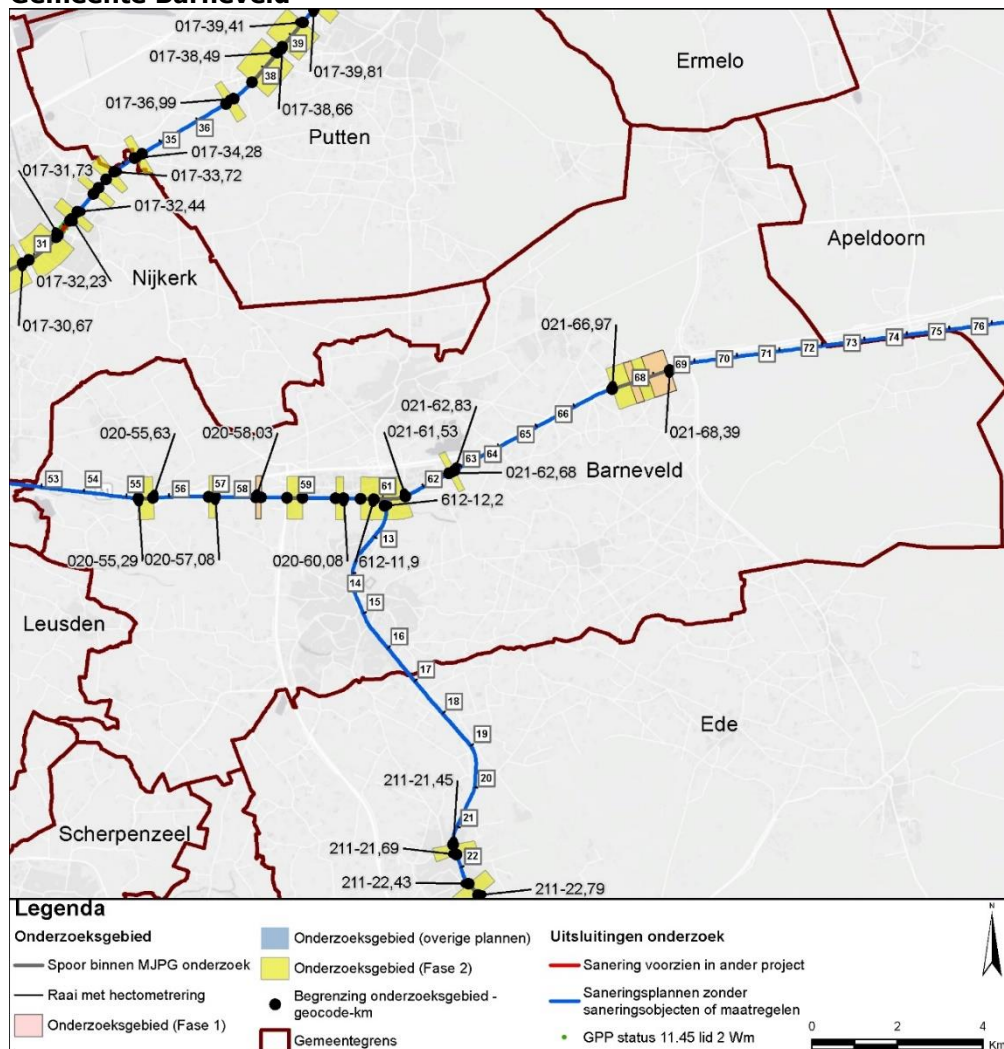 Gemeente Barneveld
017-39,41
39
017-38,49
017-39,81
Ermelo
38
017-36,99
017-38,66
36
Putten
35
017-34,28
017-31,73
017-33,72
017-32,44
31
Apeldoorn
Nijkerk
017-32,23
017-30,67
021-66,97
76
75
74
73
72
71
70
69
68
021-62,83
66
020-55,63
020-58,03
021-61,53
65
021-68,39
64
63
Barneveld
53
54
55
56
57
58
59
61
62
021-62,68
612-12,2
13
020-55,29
020-57,08
020-60,08
612-11,9
14
15
Leusden
16
17
18
Ede
19
20
211-21,45
21
Scherpenzeel
211-21,69
22
211-22,43
211-22,79
Legenda
Onderzoeksgebied
Spoor binnen MJPG onderzoek
Raai met hectometrering
Onderzoeksgebied (Fase 1)
Onderzoeksgebied (overige plannen)
Onderzoeksgebied (Fase 2)
Begrenzing onderzoeksgebied -
geocode-km
Gemeentegrens
Uitsluitingen onderzoek
Sanering voorzien in ander project
Saneringsplannen zonder
saneringsobjecten of maatregelen
GPP status 11.45 lid 2 Wm
N
0 2 4
Km